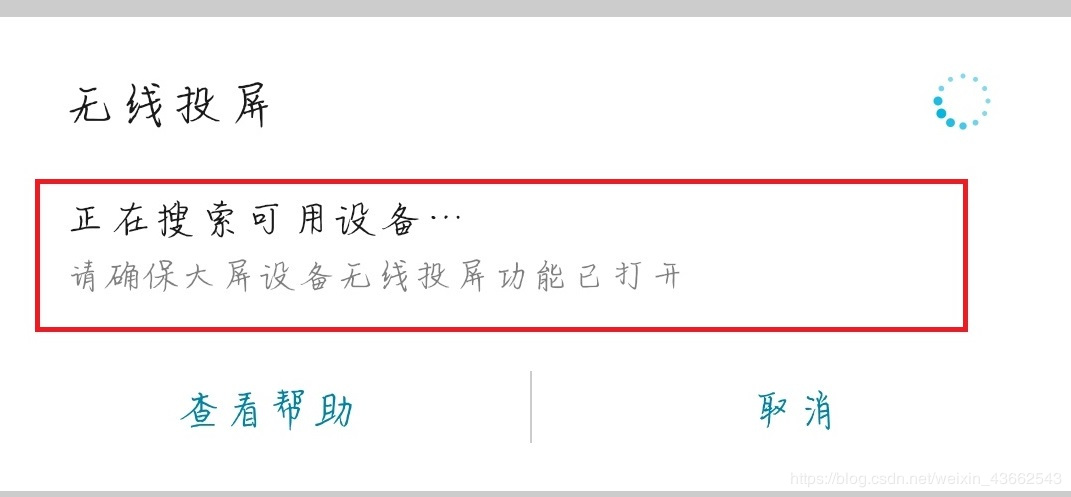 无线投屏
正在搜索可用设备…
请确保大屏设备无线投屏功能已打开
查看帮助
取消
https://blog.csdn.net/weixin_43662543